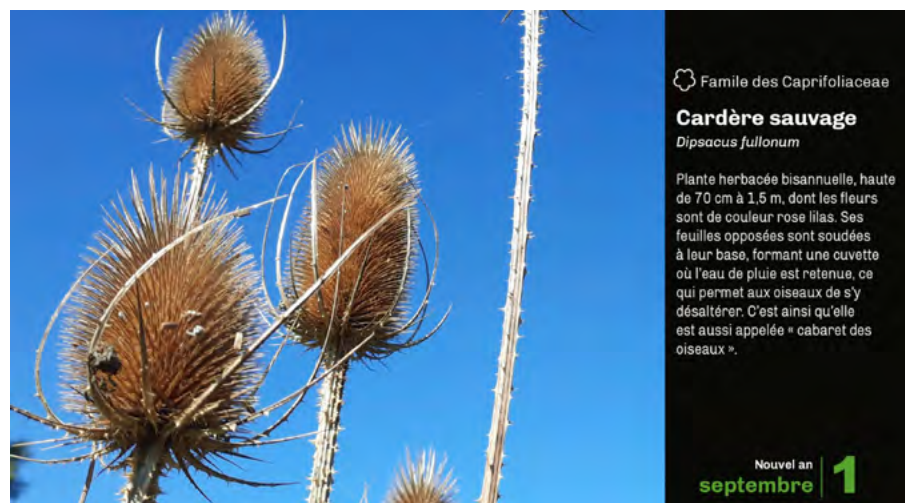 Famile des Caprifoliaceae
Cardère sauvage
Dipsacus fullonum
Plante herbacée bisannuelle, haute
de 70 cm à 1,5 m, dont les fleurs
sont de couleur rose lilas. Ses
feuilles opposées sont soudées
à leur base, formant une cuvette
où l'eau de pluie est retenue, ce
qui permet aux oiseaux de s'y
désaltérer. C'est ainsi qu'elle
est aussi appelée « cabaret des
oiseaux ».
Nouvel an
septembre 1